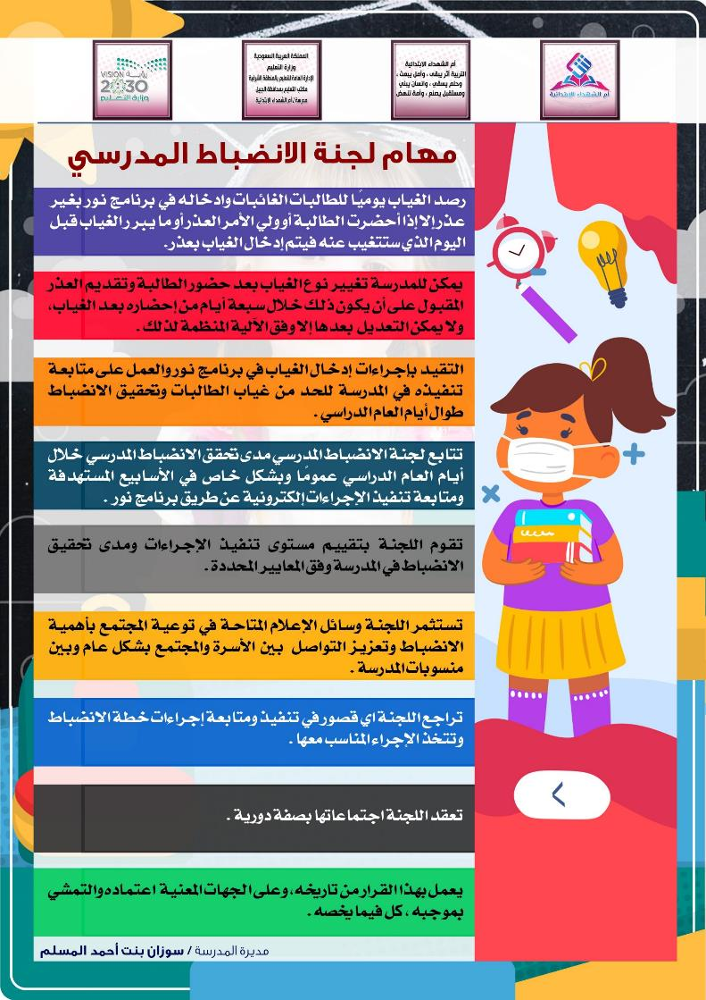 أم الشهداء الإبتدائية
أم الشهداء الابتدائية
التربية أثر يبقى ، وأمل يبعث ،
وحلم يسقى ، وانسان يبني
ومستقبل يصنع ، وأمة تنهض
المملكة العربية السعودية
وزارة التعليم
الإدارة العامة للتعليم بالمنطقة الشرقية
مكتب التعليم بمحافظة الجبيل
مدرسة / أم الشهداء الابتدائية
VISION رؤية
2030
وزارة التعليم
مهام لجنة الانضباط المدرسي
رصد الغياب يوميًا للطالبات الغائبات وادخاله في برنامج نور بغير
عذر إلا إذا أحضرت الطالبة أو ولي الأمر العذر أو ما يبرر الغياب قبل
اليوم الذي ستتغيب عنه فيتم إدخال الغياب بعذر.
يمكن للمدرسة تغيير نوع الغياب بعد حضور الطالبة وتقديم العذر
المقبول على أن يكون ذلك خلال سبعة أيام من إحضاره بعد الغياب،
ولا يمكن التعديل بعدها إلا وفق الآلية المنظمة لذلك .
التقيد بإجراءات إدخال الغياب في برنامج نور والعمل على متابعة
تنفيذه في المدرسة للحد من غياب الطالبات وتحقيق الانضباط
طوال أيام العام الدراسي .
تتابع لجنة الانضباط المدرسي مدى تحقق الانضباط المدرسي خلال
أيام العام الدراسي عمومًا وبشكل خاص في الأسابيع المستهدفة
ومتابعة تنفيذ الإجراءات إلكترونية عن طريق برنامج نور .
تقوم اللجنة بتقييم مستوى تنفيذ الإجراءات ومدى تحقيق
الانضباط في المدرسة وفق المعايير المحددة .
تستثمر اللجنة وسائل الإعلام المتاحة في توعية المجتمع بأهمية
الانضباط وتعزيز التواصل بين الأسرة والمجتمع بشكل عام وبين
منسوبات المدرسة .
تراجع اللجنة اي قصور في تنفيذ ومتابعة إجراءات خطة الانضباط
وتتخذ الإجراء المناسب معها .
تعقد اللجنة اجتماعاتها بصفة دورية .
يعمل بهذا القرار من تاريخه، وعلى الجهات المعنية اعتماده والتمشي
بموجبه ، كل فيما يخصه .
مديرة المدرسة / سوزان بنت أحمد المسلم